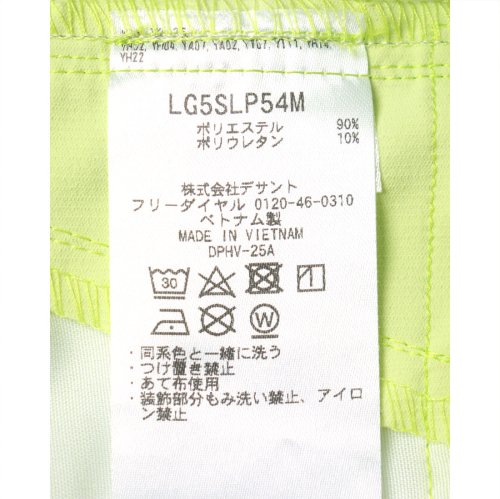 YH22
LG5SLP54M
ポリエステル 90%
ポリウレタン 10%
株式会社デサント
フリーダイヤル 0120-46-0310
ベトナム製
MADE IN VIETNAM
DPHV-25A
30
W
・同系色と一緒に洗う
・つけ置き禁止
・あて布使用
・装飾部分もみ洗い禁止、アイロ
ン禁止